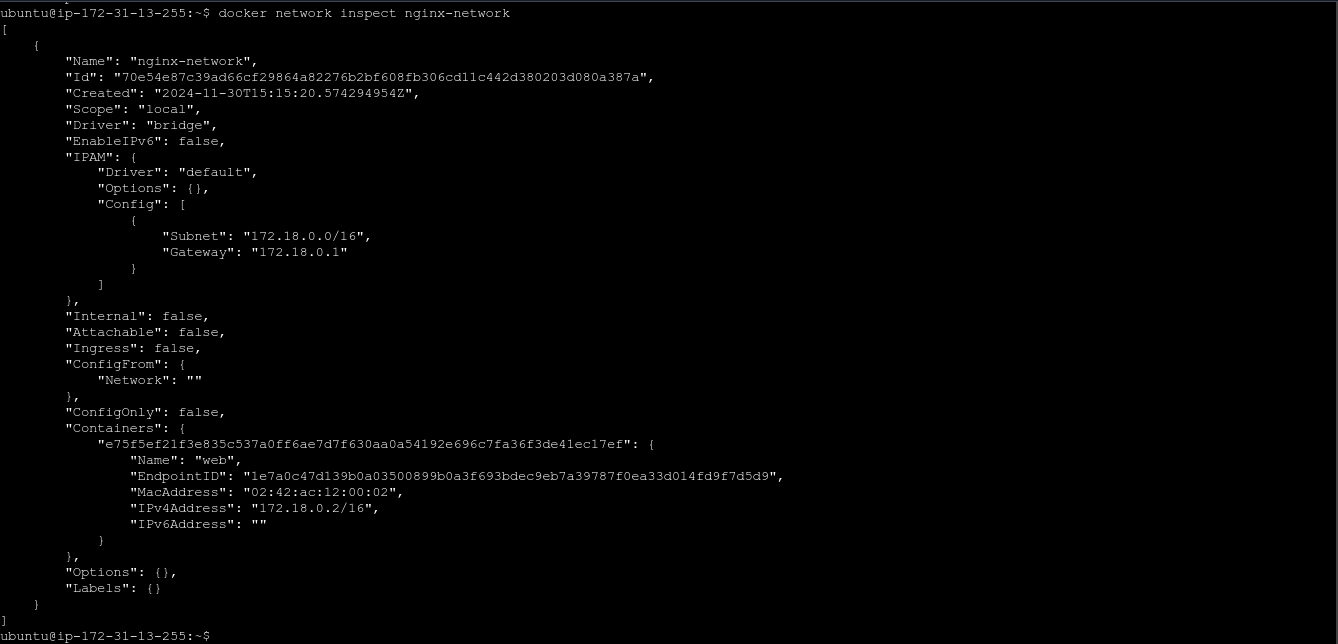 ubuntu@ip-172-31-13-255:~$ docker network inspect nginx-network
[
    {
        "Name": "nginx-network",
        "Id": "70e54e87c39ad66cf29864a82276b2bf608fb306cd11c442d380203d080a387a",
        "Created": "2024-11-30T15:15:20.574294954Z",
        "Scope": "local",
        "Driver": "bridge",
        "EnableIPv6": false,
        "IPAM": {
            "Driver": "default",
            "Options": {},
            "Config": [
                {
                    "Subnet": "172.18.0.0/16",
                    "Gateway": "172.18.0.1"
                }
            ]
        },
        "Internal": false,
        "Attachable": false,
        "Ingress": false,
        "ConfigFrom": {
            "Network": ""
        },
        "ConfigOnly": false,
        "Containers": {
            "e75f5ef21f3e835c537a0ff6ae7d7f630aa0a54192e696c7fa36f3de41ec17ef": {
                "Name": "web",
                "EndpointID": "1e7a0c47d139b0a03500899b0a3f693bdec9eb7a39787f0ea33d014fd9f7d5d9",
                "MacAddress": "02:42:ac:12:00:02",
                "IPv4Address": "172.18.0.2/16",
                "IPv6Address": ""
            }
        },
        "Options": {},
        "Labels": {}
    }
]
ubuntu@ip-172-31-13-255:~$